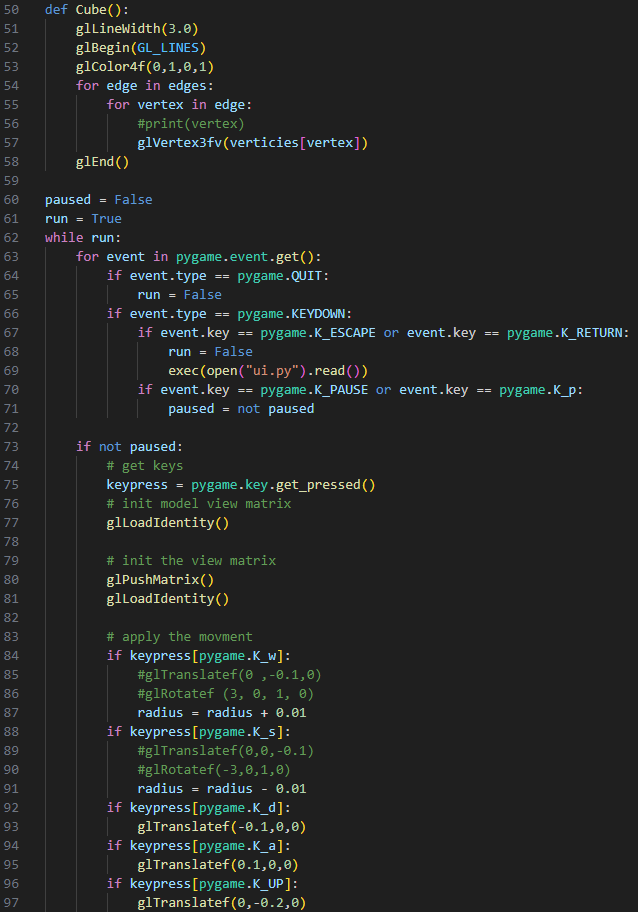 50 def Cube():
51     glLineWidth(3.0)
52     glBegin(GL_LINES)
53     glColor4f(0,1,0,1)
54     for edge in edges:
55         for vertex in edge:
56             #print(vertex)
57             glVertex3fv(verticies[vertex])
58     glEnd()
59
60 paused = False
61 run = True
62 while run:
63     for event in pygame.event.get():
64         if event.type == pygame.QUIT:
65             run = False
66         if event.type == pygame.KEYDOWN:
67             if event.key == pygame.K_ESCAPE or event.key == pygame.K_RETURN:
68                 run = False
69                 exec(open("ui.py").read())
70             if event.key == pygame.K_PAUSE or event.key == pygame.K_p:
71                 paused = not paused
72
73     if not paused:
74         # get keys
75         keypress = pygame.key.get_pressed()
76         # init model view matrix
77         glLoadIdentity()
78
79         # init the view matrix
80         glPushMatrix()
81         glLoadIdentity()
82
83         # apply the movment
84         if keypress[pygame.K_w]:
85             #glTranslatef(0 ,-0.1,0)
86             #glRotatef (3, 0, 1, 0)
87             radius = radius + 0.01
88         if keypress[pygame.K_s]:
89             #glTranslatef(0,0,-0.1)
90             #glRotatef(-3,0,1,0)
91             radius = radius - 0.01
92         if keypress[pygame.K_d]:
93             glTranslatef(-0.1,0,0)
94         if keypress[pygame.K_a]:
95             glTranslatef(0.1,0,0)
96         if keypress[pygame.K_UP]:
97             glTranslatef(0,-0.2,0)